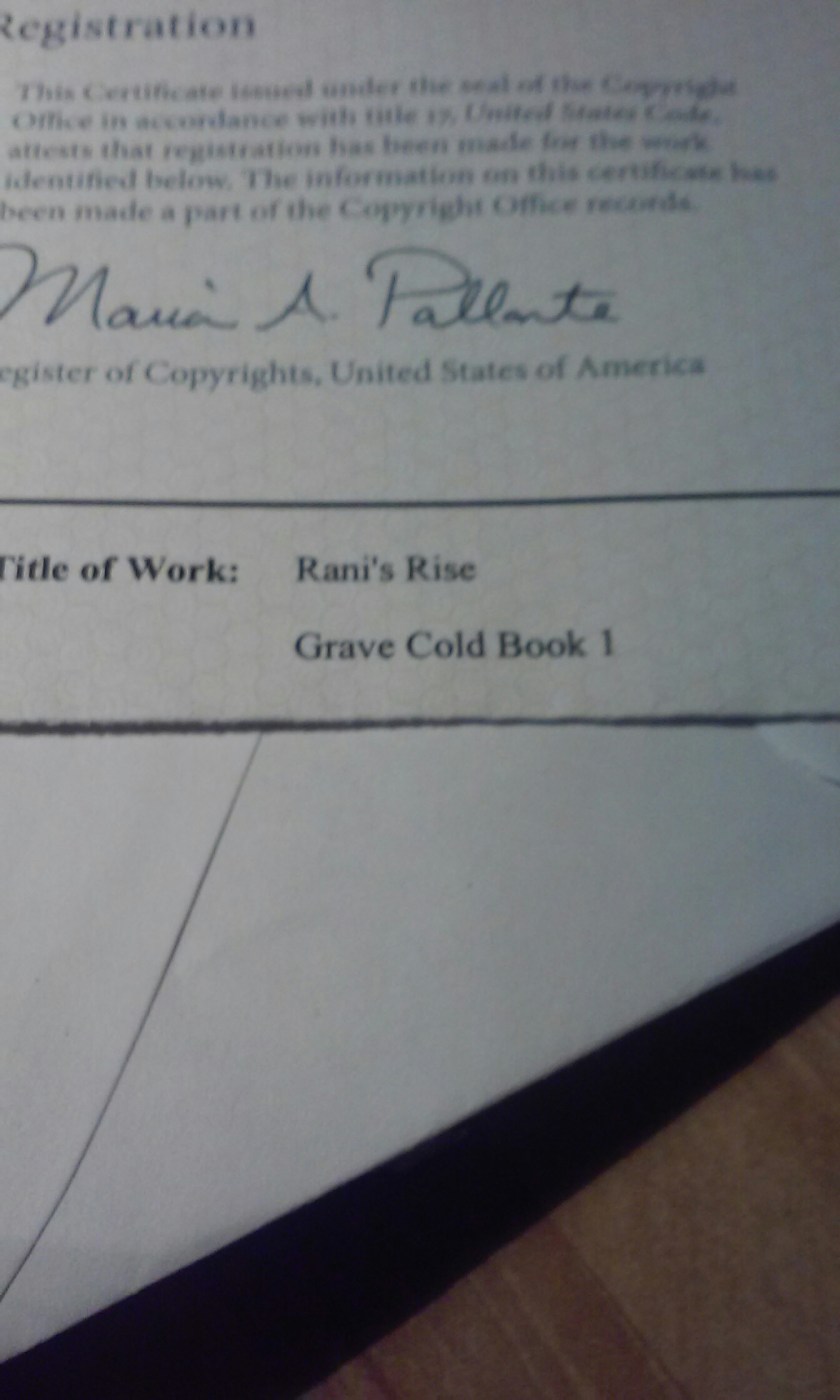 Registration
This Certificate issued under the seal of the Copyright
Office in accordance with title 17, United States Code,
attests that registration has been made for the work
identified below. The information on this certificate has
been made a part of the Copyright Office records.
Maria A. Pallante
egister of Copyrights, United States of America
Title of Work: Rani's Rise
Grave Cold Book 1